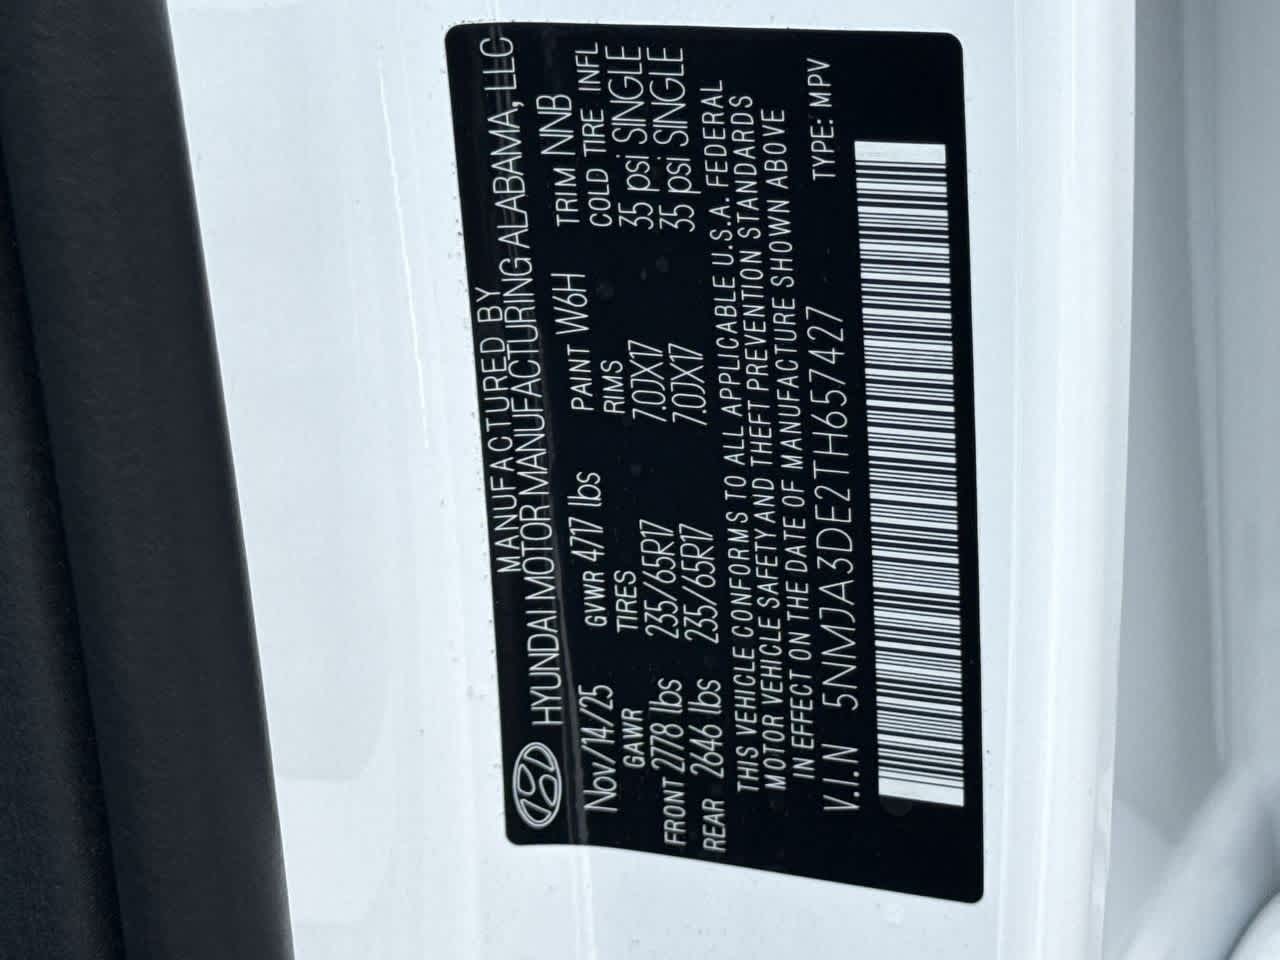 MANUFACTURED BY
HYUNDAI MOTOR MANUFACTURING ALABAMA, LLC
Nov/14/25 GVWR 4717 lbs PAINT W6H TRIM NNB
GAWR TIRES RIMS COLD TIRE INFL
FRONT 2778 lbs 235/65R17 7.0JX17 35 psi SINGLE
REAR 2646 lbs 235/65R17 7.0JX17 35 psi SINGLE
THIS VEHICLE CONFORMS TO ALL APPLICABLE U.S.A. FEDERAL
MOTOR VEHICLE SAFETY AND THEFT PREVENTION STANDARDS
IN EFFECT ON THE DATE OF MANUFACTURE SHOWN ABOVE
V.I.N 5NMJA3DE2TH657427 TYPE: MPV